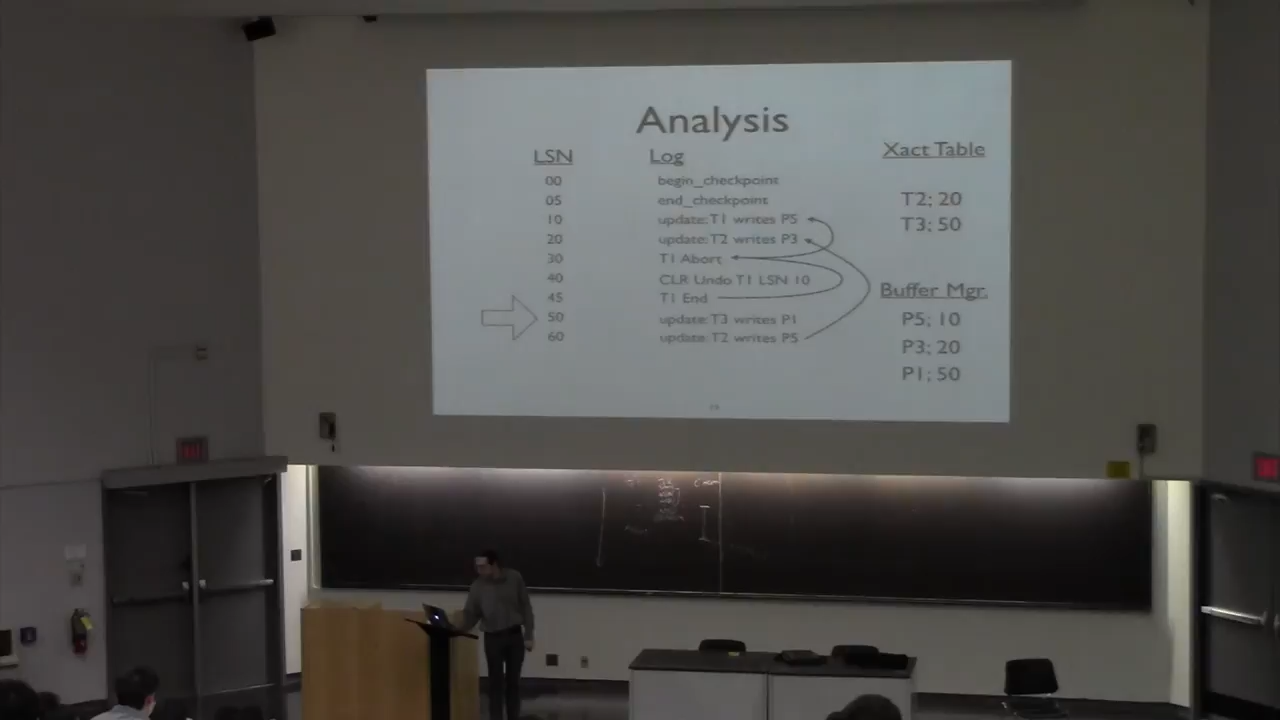 Analysis
LSN Log Xact Table
00 begin_checkpoint
05 end_checkpoint T2; 20
10 update: T1 writes P5 T3; 50
20 update: T2 writes P3
30 T1 Abort
40 CLR Undo T1 LSN 10 Buffer Mgr.
45 T1 End
50 update: T3 writes P1 P5; 10
60 update: T2 writes P5 P3; 20
P1; 50